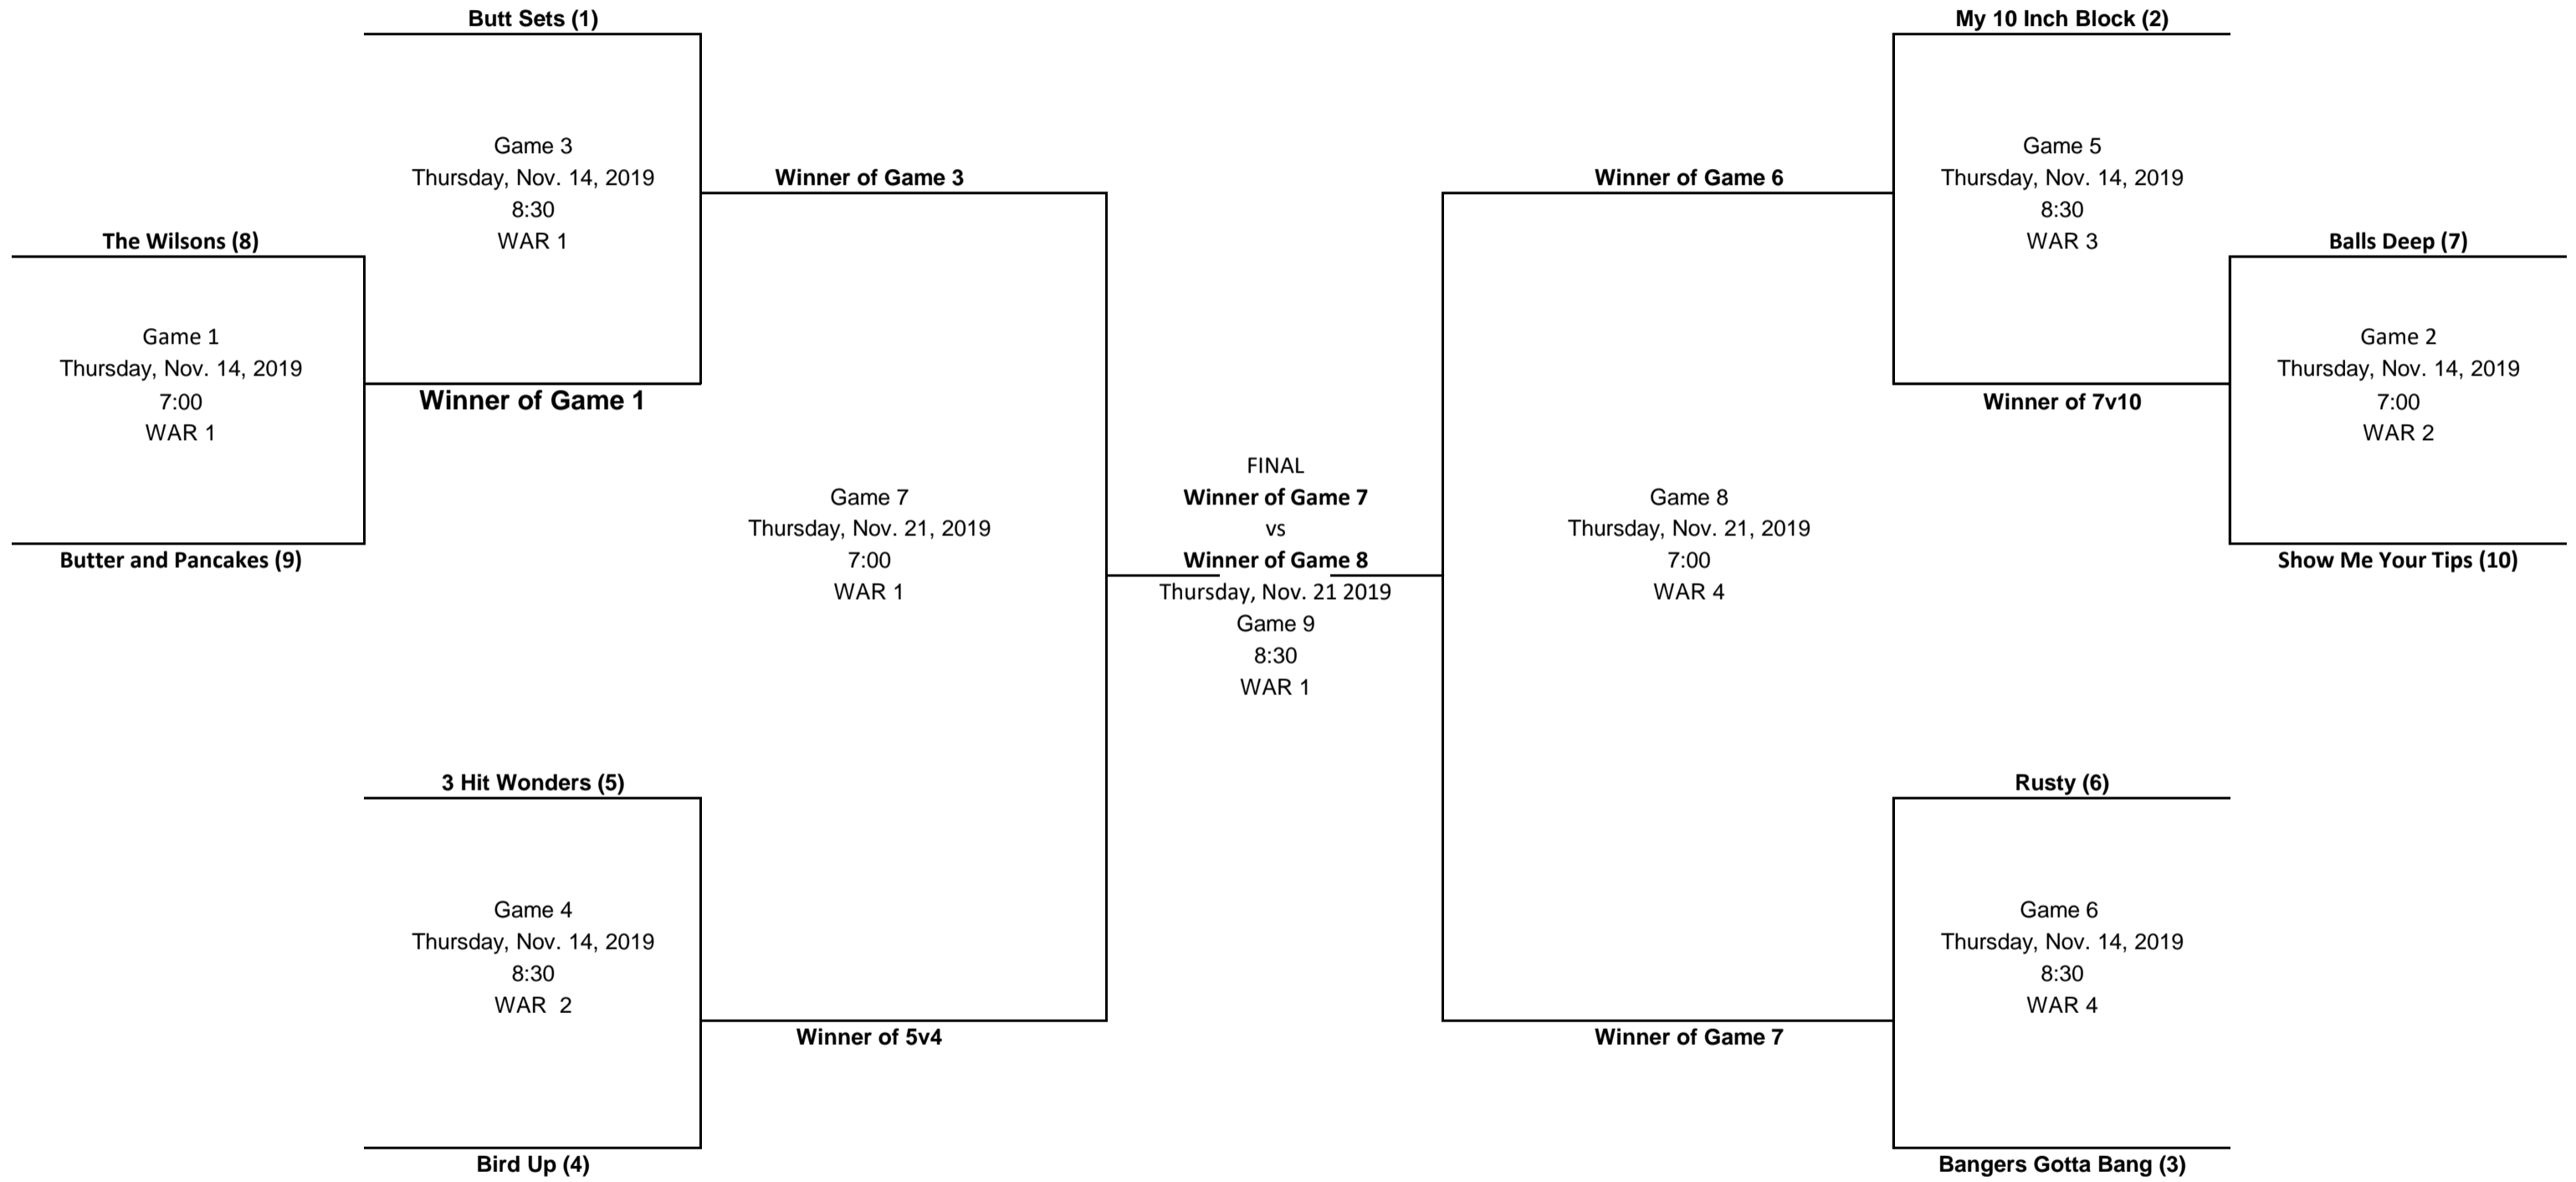 Butt Sets (1)
Game 3
Thursday, Nov. 14, 2019
8:30
WAR 1
The Wilsons (8)
Game 1
Thursday, Nov. 14, 2019
7:00
WAR 1
Winner of Game 1
Butter and Pancakes (9)
Winner of Game 3
Game 7
Thursday, Nov. 21, 2019
7:00
WAR 1
3 Hit Wonders (5)
Game 4
Thursday, Nov. 14, 2019
8:30
WAR 2
Winner of 5v4
Bird Up (4)
FINAL
Winner of Game 7
vs
Winner of Game 8
Thursday, Nov. 21 2019
Game 9
8:30
WAR 1
My 10 Inch Block (2)
Winner of Game 6
Game 5
Thursday, Nov. 14, 2019
8:30
WAR 3
Balls Deep (7)
Game 2
Thursday, Nov. 14, 2019
7:00
WAR 2
Winner of 7v10
Show Me Your Tips (10)
Game 8
Thursday, Nov. 21, 2019
7:00
WAR 4
Rusty (6)
Game 6
Thursday, Nov. 14, 2019
8:30
WAR 4
Winner of Game 7
Bangers Gotta Bang (3)